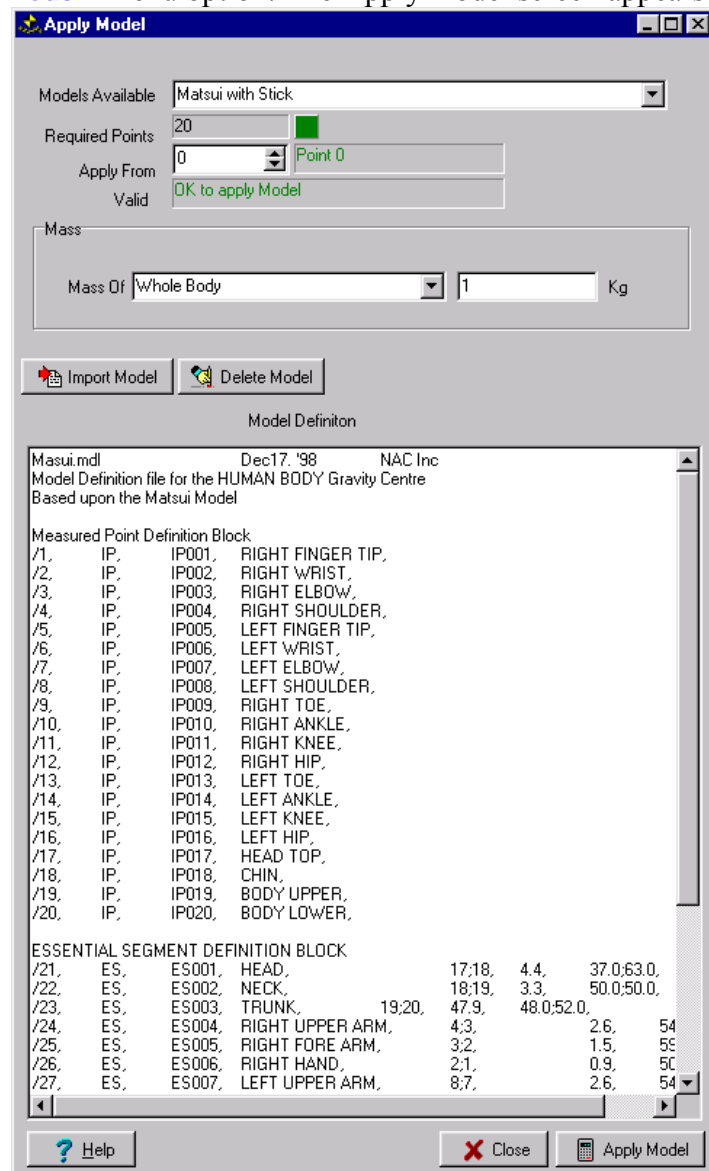 Apply Model
Models Available Matsui with Stick
Required Points 20
Apply From 0 Point 0
Valid OK to apply Model
Mass
Mass Of Whole Body 1 Kg
Import Model Delete Model
Model Definiton
Masui.mdl Dec17. '98 NAC Inc
Model Definition file for the HUMAN BODY Gravity Centre
Based upon the Matsui Model
Measured Point Definition Block
/1, IP, IP001, RIGHT FINGER TIP,
/2, IP, IP002, RIGHT WRIST,
/3, IP, IP003, RIGHT ELBOW,
/4, IP, IP004, RIGHT SHOULDER,
/5, IP, IP005, LEFT FINGER TIP,
/6, IP, IP006, LEFT WRIST,
/7, IP, IP007, LEFT ELBOW,
/8, IP, IP008, LEFT SHOULDER,
/9, IP, IP009, RIGHT TOE,
/10, IP, IP010, RIGHT ANKLE,
/11, IP, IP011, RIGHT KNEE,
/12, IP, IP012, RIGHT HIP,
/13, IP, IP013, LEFT TOE,
/14, IP, IP014, LEFT ANKLE,
/15, IP, IP015, LEFT KNEE,
/16, IP, IP016, LEFT HIP,
/17, IP, IP017, HEAD TOP,
/18, IP, IP018, CHIN,
/19, IP, IP019, BODY UPPER,
/20, IP, IP020, BODY LOWER,
ESSENTIAL SEGMENT DEFINITION BLOCK
/21, ES, ES001, HEAD, 17;18, 4.4, 37.0;63.0,
/22, ES, ES002, NECK, 18;19, 3.3, 50.0;50.0,
/23, ES, ES003, TRUNK, 19;20, 47.9, 48.0;52.0,
/24, ES, ES004, RIGHT UPPER ARM, 4;3, 2.6, 54
/25, ES, ES005, RIGHT FORE ARM, 3;2, 1.5, 59
/26, ES, ES006, RIGHT HAND, 2;1, 0.9, 50
/27, ES, ES007, LEFT UPPER ARM, 8;7, 2.6, 54
Help Close Apply Model